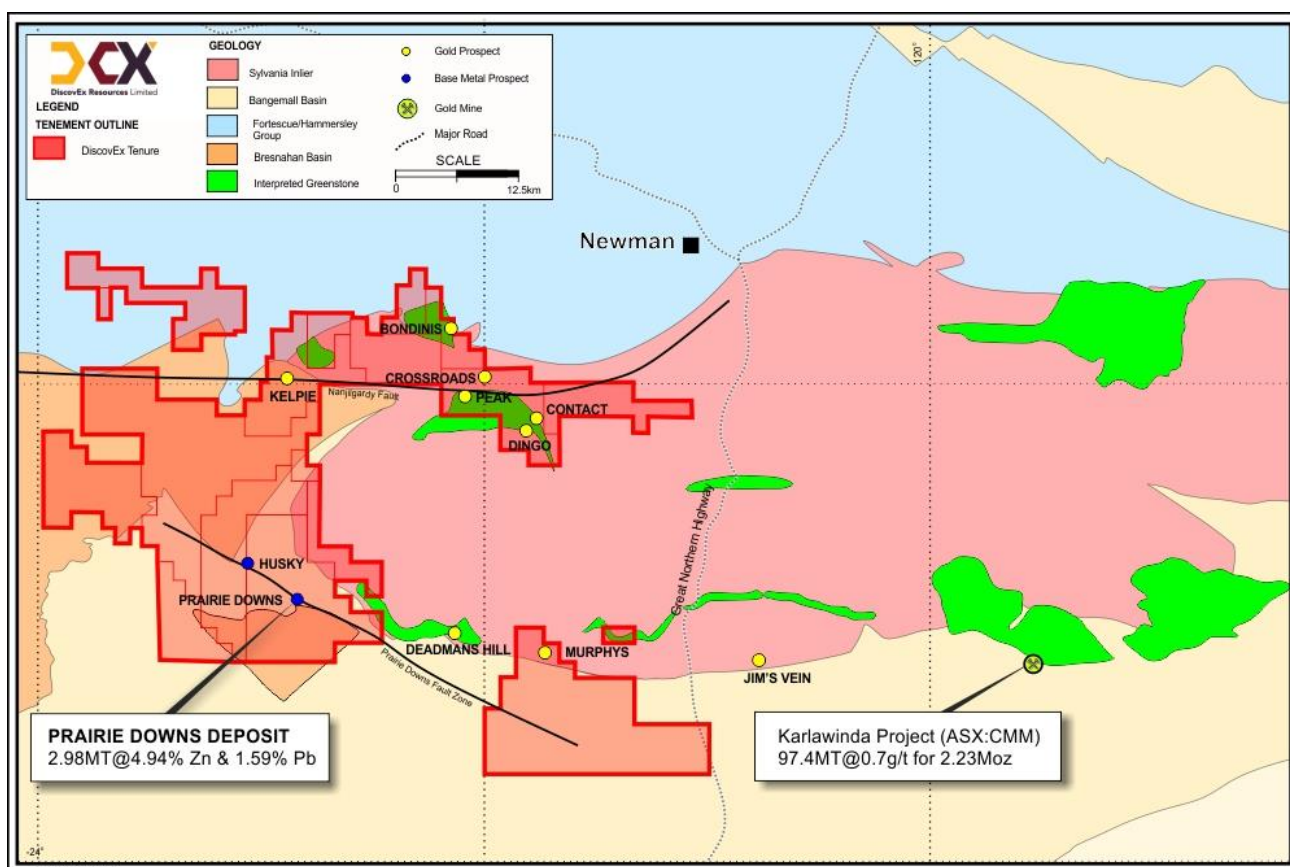 DCX
DiscovEx Resources Limited
LEGEND
TENEMENT OUTLINE
DiscovEx Tenure
GEOLOGY
Sylvania Inlier
Bangemall Basin
Fortescue/Hammersley
Group
Bresnahan Basin
Interpreted Greenstone
Gold Prospect
Base Metal Prospect
Gold Mine
Major Road
SCALE
0 12.5km
120°
Newman
BONDINIS
CROSSROADS
KELPIE
Nanjilgardy Fault
PEAK
CONTACT
DINGO
Great Northern Highway
HUSKY
PRAIRIE DOWNS
DEADMANS HILL
MURPHYS
JIM'S VEIN
Prairie Downs Fault Zone
PRAIRIE DOWNS DEPOSIT
2.98MT@4.94% Zn & 1.59% Pb
Karlawinda Project (ASX:CMM)
97.4MT@0.7g/t for 2.23Moz
-24°